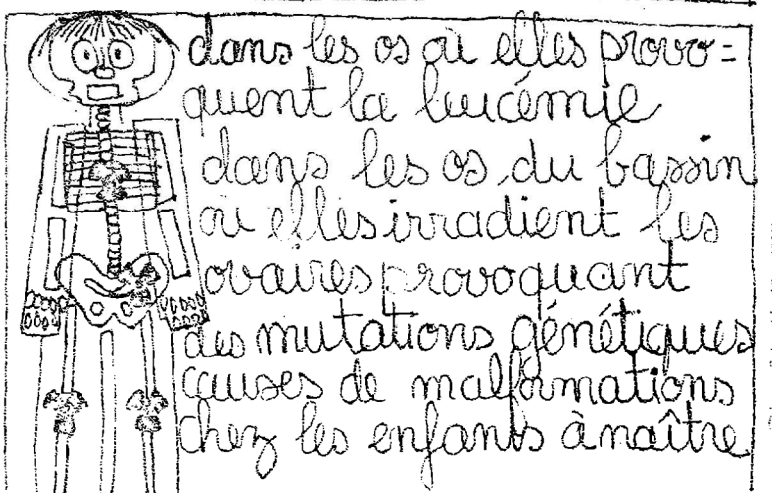 dans les os où elles provo=
quent la leucémie
dans les os du bassin
où elles irradient les
ovaires provoquant
des mutations génétiques
causes de malformations
chez les enfants à naître